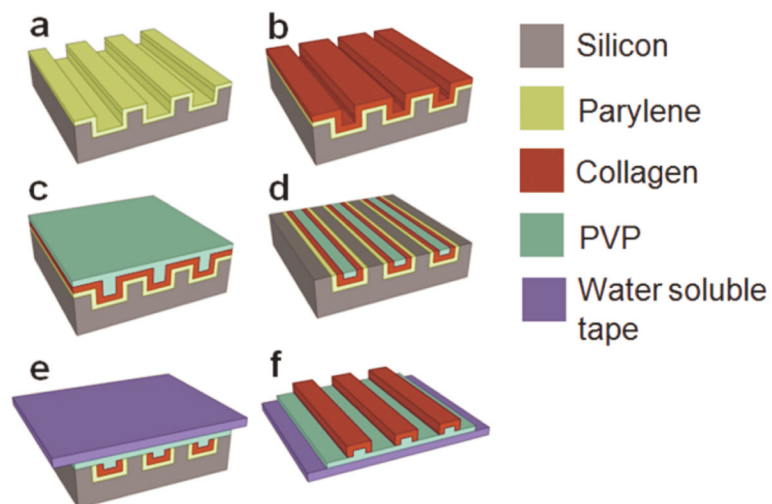 a
b
Silicon
Parylene
c
d
Collagen
PVP
Water soluble
tape
e
f